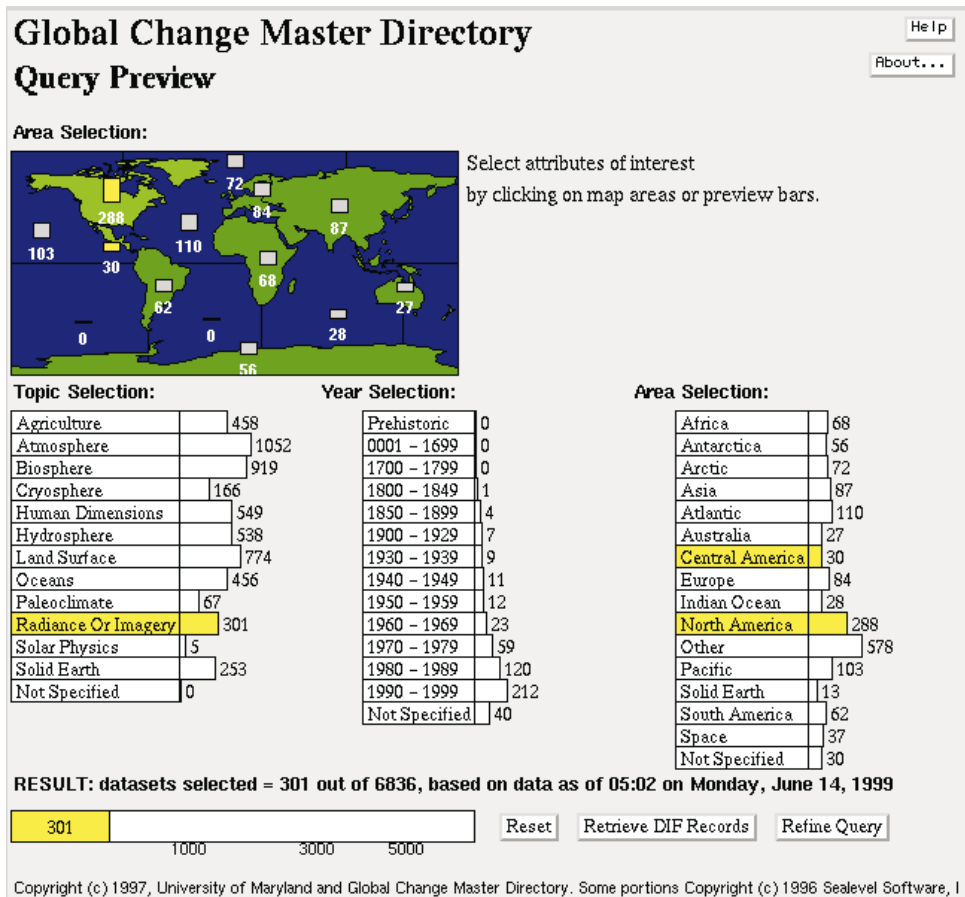 Global Change Master Directory
Help
Query Preview
About...
Area Selection:
Select attributes of interest
by clicking on map areas or preview bars.
72
288
84
87
103
110
30
68
62
27
0
0
28
56
Topic Selection:
Agriculture 458
Atmosphere 1052
Biosphere 919
Cryosphere 166
Human Dimensions 549
Hydrosphere 538
Land Surface 774
Oceans 456
Paleoclimate 67
Radiance Or Imagery 301
Solar Physics 5
Solid Earth 253
Not Specified 0
Year Selection:
Prehistoric 0
0001 - 1699 0
1700 - 1799 0
1800 - 1849 1
1850 - 1899 4
1900 - 1929 7
1930 - 1939 9
1940 - 1949 11
1950 - 1959 12
1960 - 1969 23
1970 - 1979 59
1980 - 1989 120
1990 - 1999 212
Not Specified 40
Area Selection:
Africa 68
Antarctica 56
Arctic 72
Asia 87
Atlantic 110
Australia 27
Central America 30
Europe 84
Indian Ocean 28
North America 288
Other 578
Pacific 103
Solid Earth 13
South America 62
Space 37
Not Specified 30
RESULT: datasets selected = 301 out of 6836, based on data as of 05:02 on Monday, June 14, 1999
301
Reset Retrieve DIF Records Refine Query
1000 3000 5000
Copyright (c) 1997, University of Maryland and Global Change Master Directory. Some portions Copyright (c) 1996 Sealevel Software, I